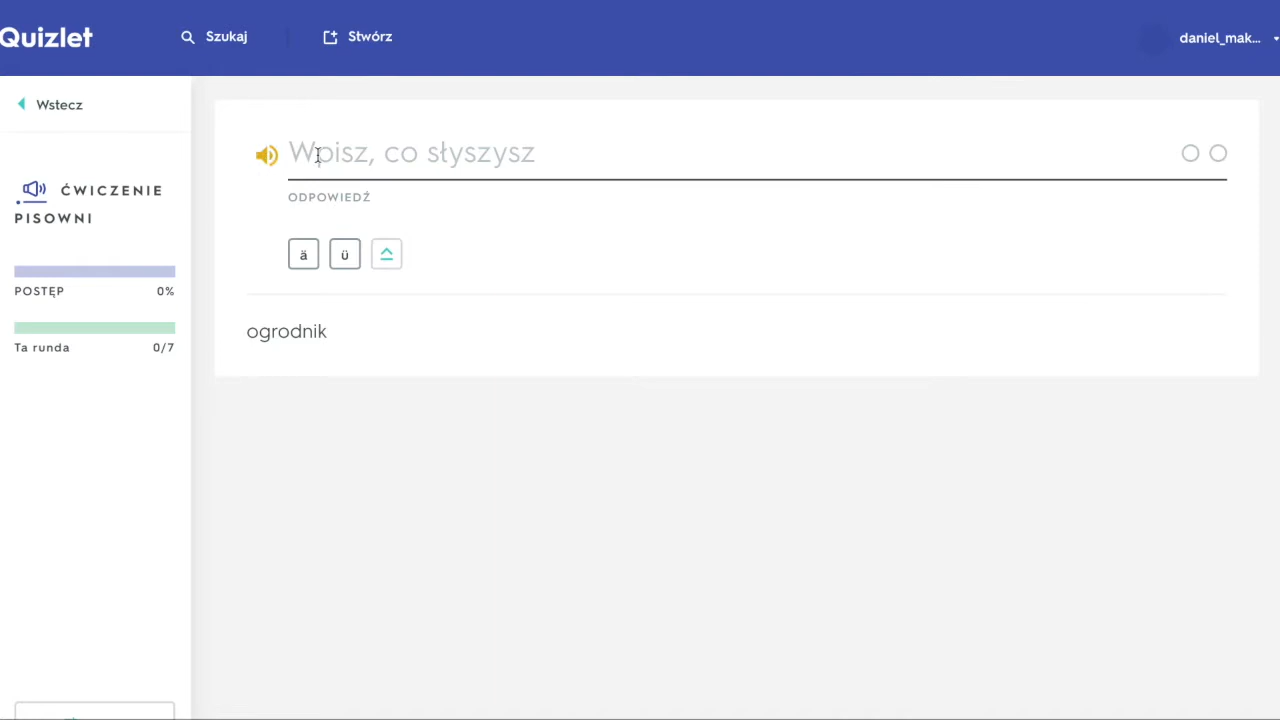 Quizlet
Szukaj
Stwórz
daniel_mak...
Wstecz
ĆWICZENIE
PISOWNI
POSTĘP 0%
Ta runda 0/7
Wpisz, co słyszysz
ODPOWIEDŹ
ä ü
ogrodnik